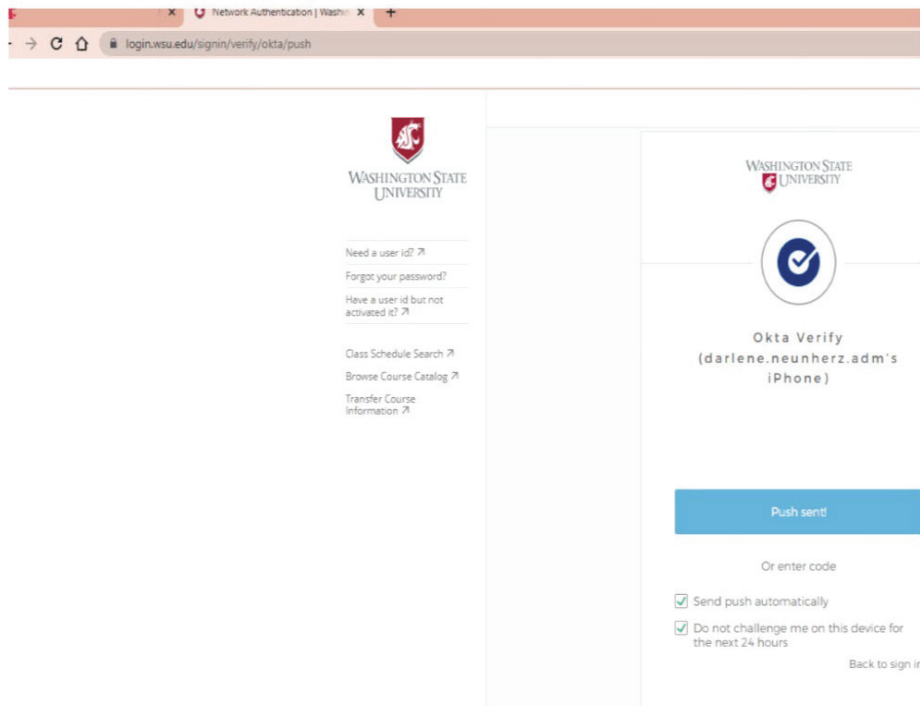 Network Authentication | Washin
login.wsu.edu/signin/verify/okta/push
WASHINGTON STATE
UNIVERSITY
Need a user id?
Forgot your password?
Have a user id but not
activated it?
Class Schedule Search
Browse Course Catalog
Transfer Course
Information
WASHINGTON STATE
UNIVERSITY
Okta Verify
(darlene.neunherz.adm's
iPhone)
Push sent!
Or enter code
Send push automatically
Do not challenge me on this device for
the next 24 hours
Back to sign in